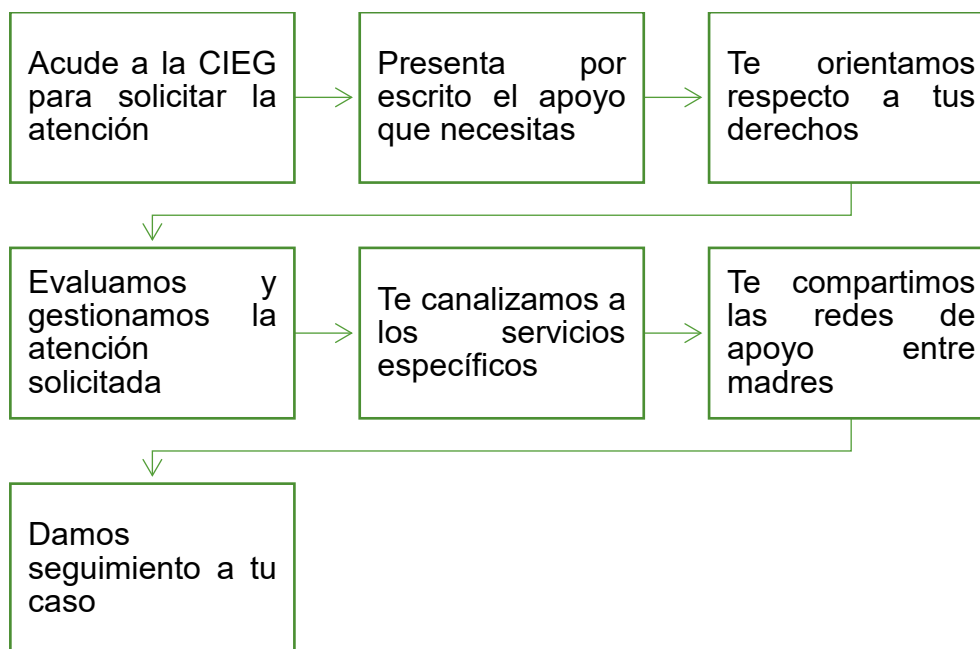 Acude a la CIEG
para solicitar la
atención
Presenta por
escrito el apoyo
que necesitas
Te orientamos
respecto a tus
derechos
Evaluamos y
gestionamos la
atención
solicitada
Te canalizamos a
los servicios
específicos
Te compartimos
las redes de
apoyo entre
madres
Damos
seguimiento a tu
caso